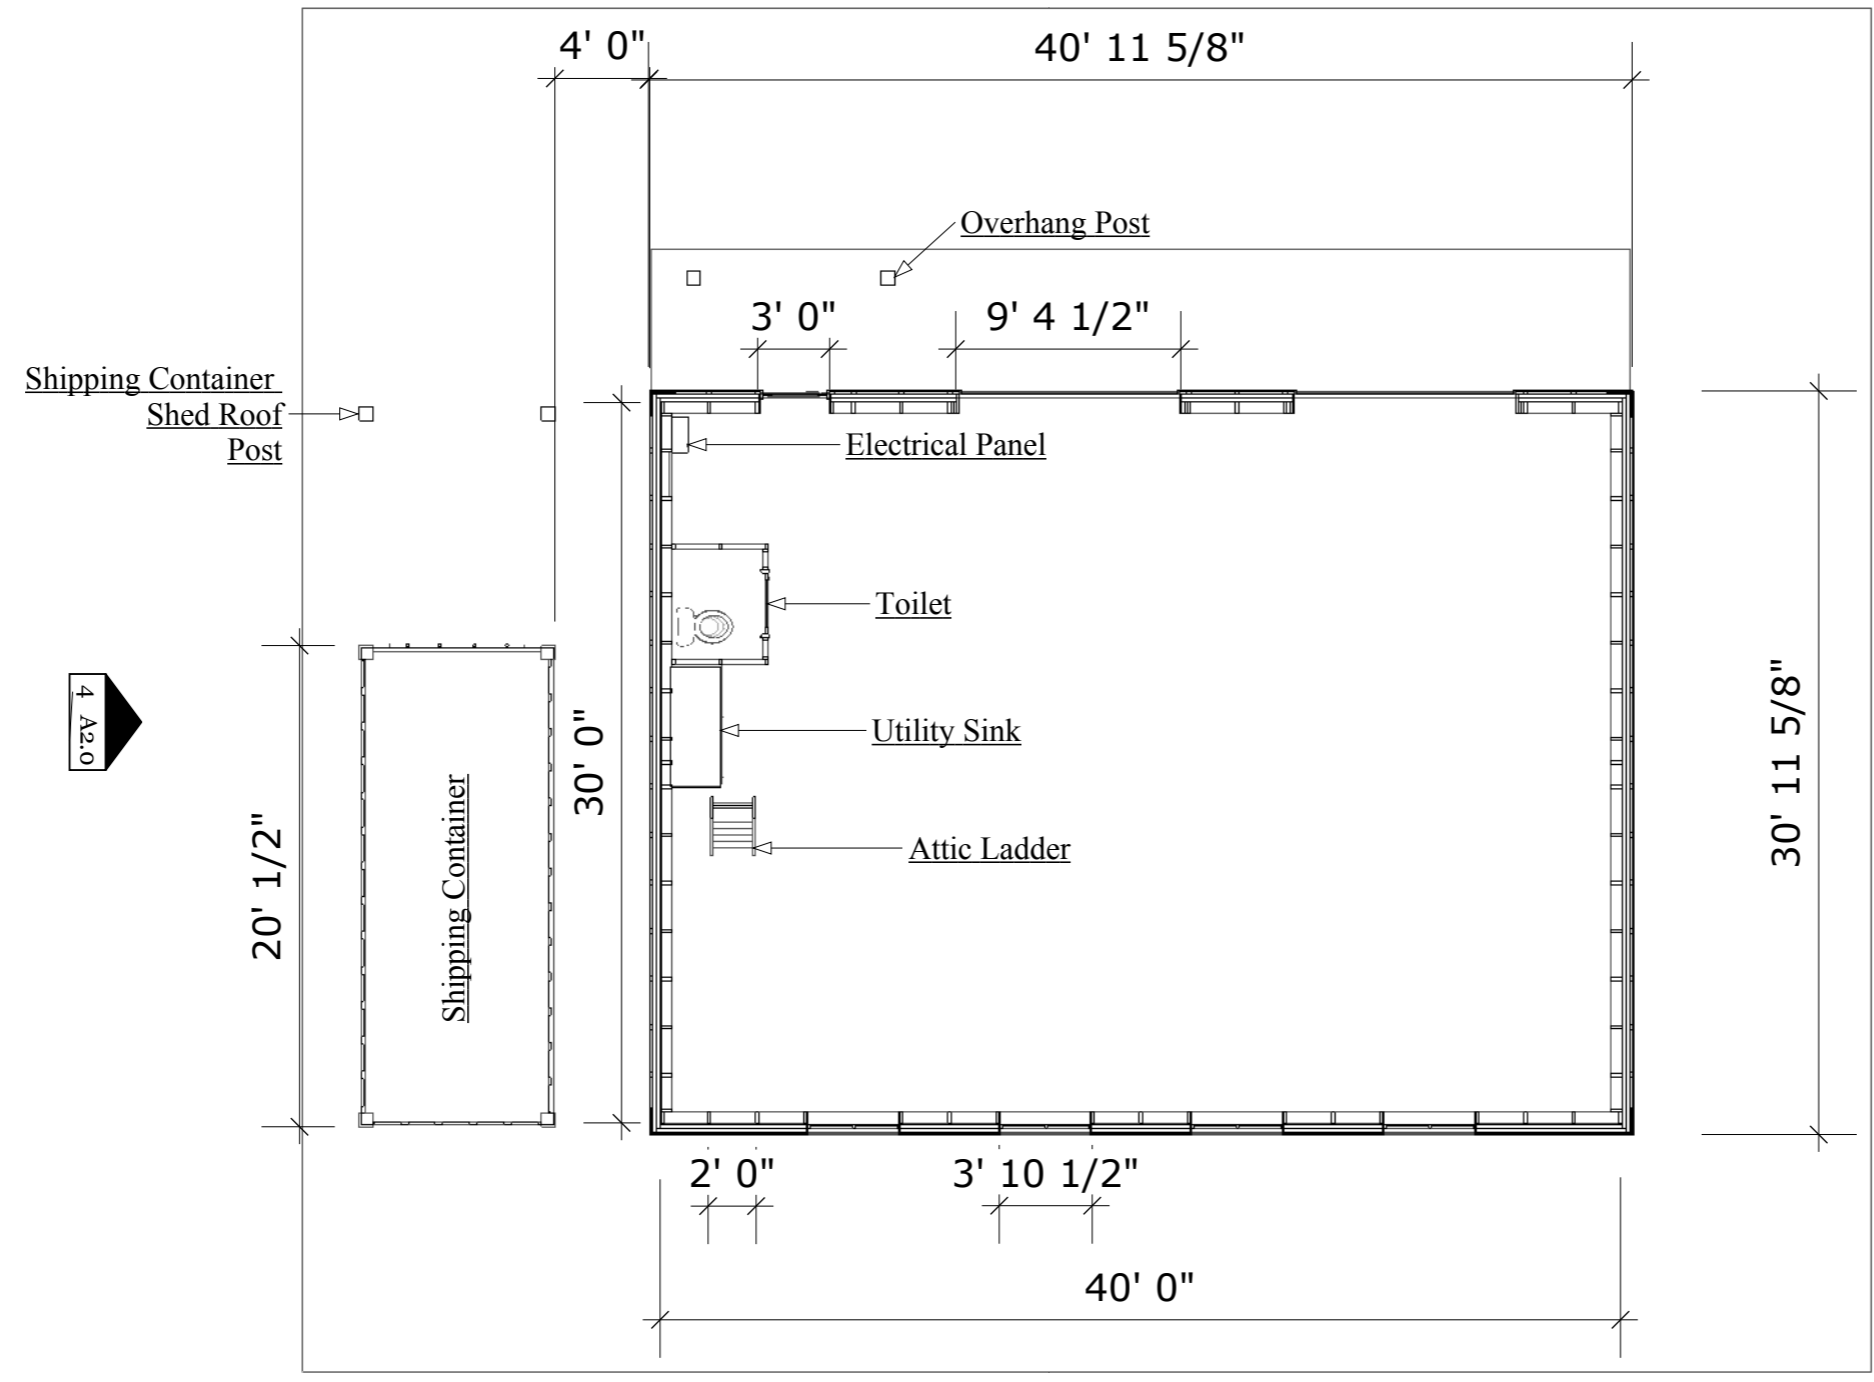 4' 0"
40' 11 5/8"
Overhang Post
3' 0"
9' 4 1/2"
Shipping Container
Shed Roof
Post
Electrical Panel
Toilet
Utility Sink
Attic Ladder
4 A2.0
20' 1/2"
Shipping Container
30' 0"
30' 11 5/8"
2' 0"
3' 10 1/2"
40' 0"